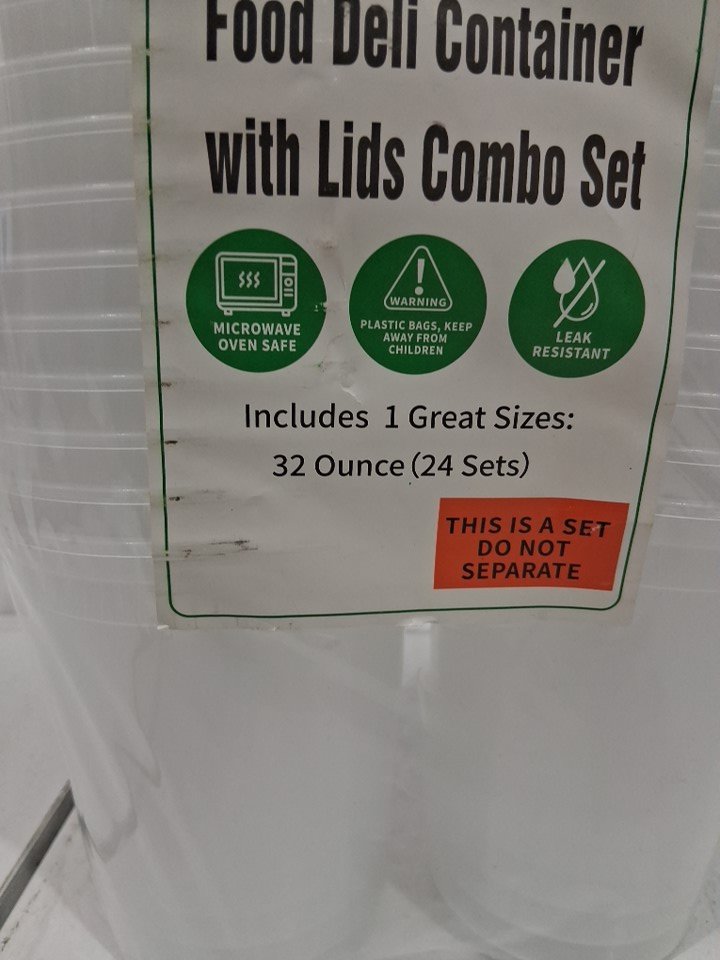 Food Deli Container
with Lids Combo Set
MICROWAVE
OVEN SAFE
WARNING
PLASTIC BAGS, KEEP
AWAY FROM
CHILDREN
LEAK
RESISTANT
Includes 1 Great Sizes:
32 Ounce (24 Sets)
THIS IS A SET
DO NOT
SEPARATE